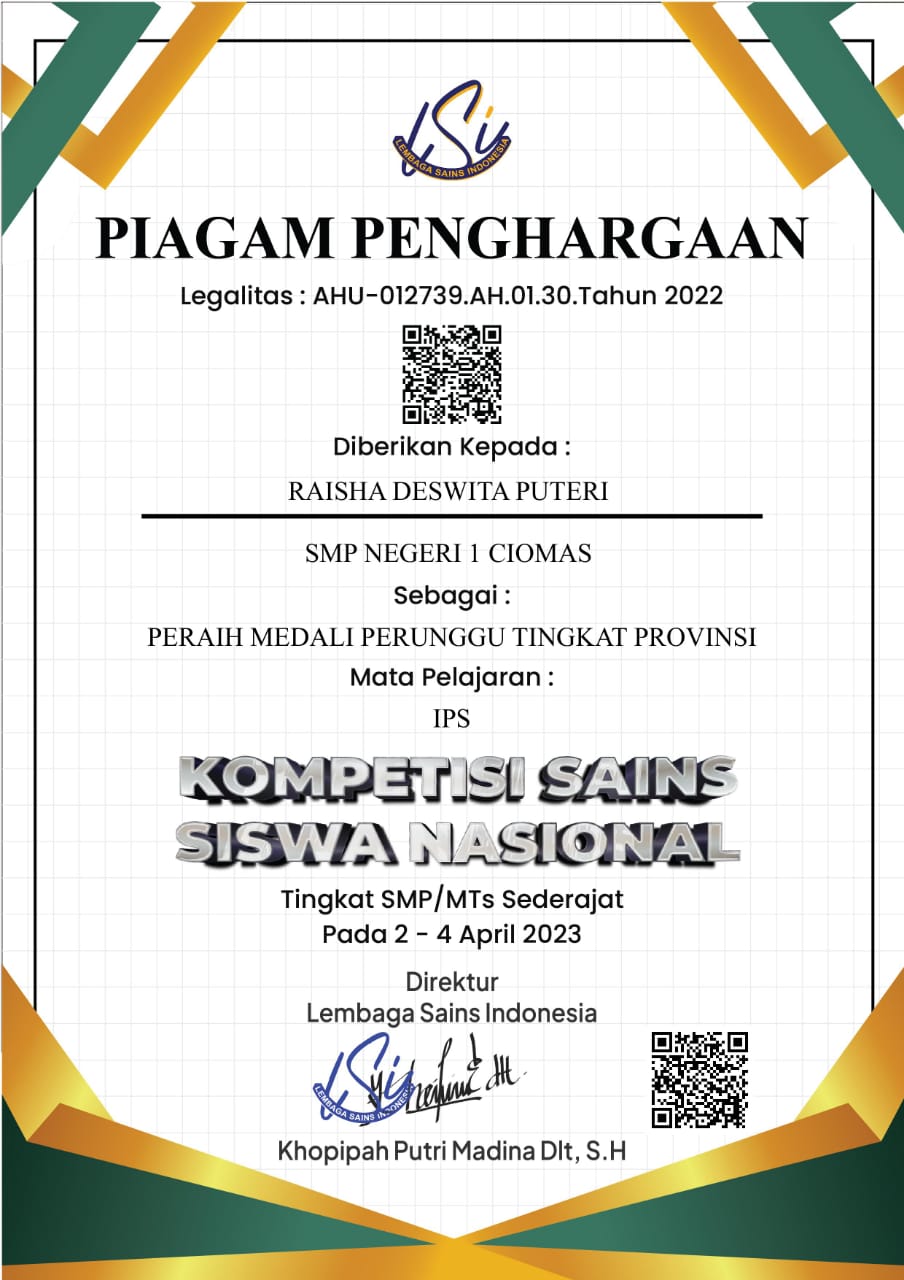 LSi
LEMBAGA SAINS INDONESIA
PIAGAM PENGHARGAAN
Legalitas : AHU-012739.AH.01.30.Tahun 2022
Diberikan Kepada :
RAISHA DESWITA PUTERI
SMP NEGERI 1 CIOMAS
Sebagai :
PERAIH MEDALI PERUNGGU TINGKAT PROVINSI
Mata Pelajaran :
IPS
KOMPETISI SAINS
SISWA NASIONAL
Tingkat SMP/MTs Sederajat
Pada 2 - 4 April 2023
Direktur
Lembaga Sains Indonesia
LSi
LEMBAGA SAINS INDONESIA
Khopipah Putri Madina Dlt, S.H